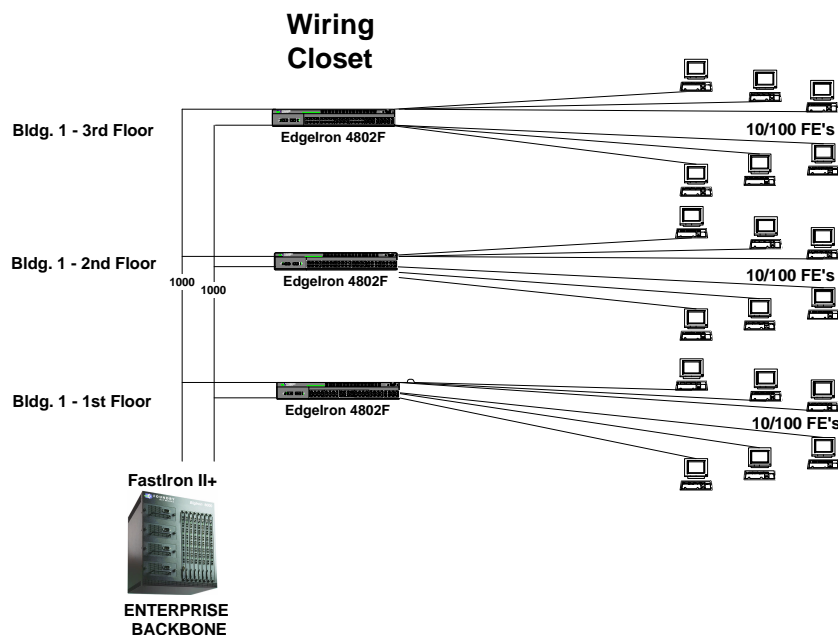 Wiring
Closet
Bldg. 1 - 3rd Floor
EdgeIron 4802F
10/100 FE's
Bldg. 1 - 2nd Floor
EdgeIron 4802F
10/100 FE's
1000
1000
Bldg. 1 - 1st Floor
EdgeIron 4802F
10/100 FE's
FastIron II+
FOUNDRY
ENTERPRISE
BACKBONE